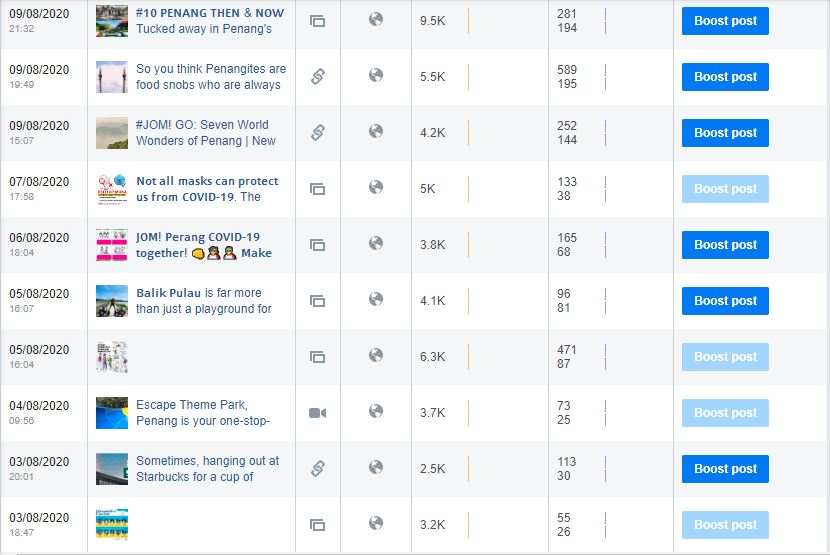 09/08/2020
21:32
#10 PENANG THEN & NOW
Tucked away in Penang's
9.5K
281
194
Boost post
09/08/2020
19:49
So you think Penangites are
food snobs who are always
5.5K
589
195
Boost post
09/08/2020
15:07
#JOM! GO: Seven World
Wonders of Penang | New
4.2K
252
144
Boost post
07/08/2020
17:58
Not all masks can protect
us from COVID-19. The
5K
133
38
Boost post
06/08/2020
18:04
JOM! Perang COVID-19
together! 👊🦸🦸 Make
3.8K
165
68
Boost post
05/08/2020
16:07
Balik Pulau is far more
than just a playground for
4.1K
96
81
Boost post
05/08/2020
16:04
6.3K
471
87
Boost post
04/08/2020
09:56
Escape Theme Park,
Penang is your one-stop-
3.7K
73
25
Boost post
03/08/2020
20:01
Sometimes, hanging out at
Starbucks for a cup of
2.5K
113
30
Boost post
03/08/2020
18:47
3.2K
55
26
Boost post